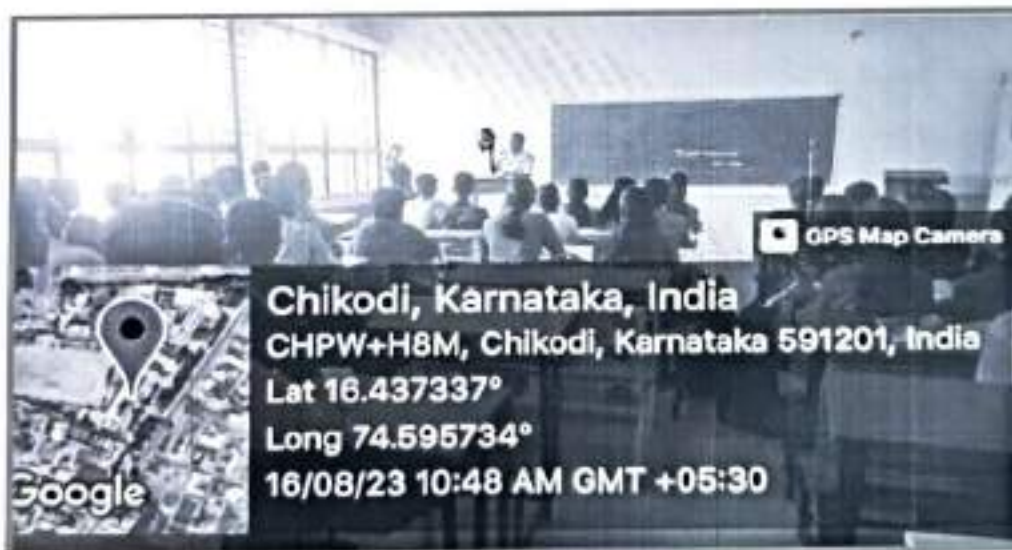 GPS Map Camera
Chikodi, Karnataka, India
CHPW+H8M, Chikodi, Karnataka 591201, India
Lat 16.437337°
Long 74.595734°
16/08/23 10:48 AM GMT +05:30
Google